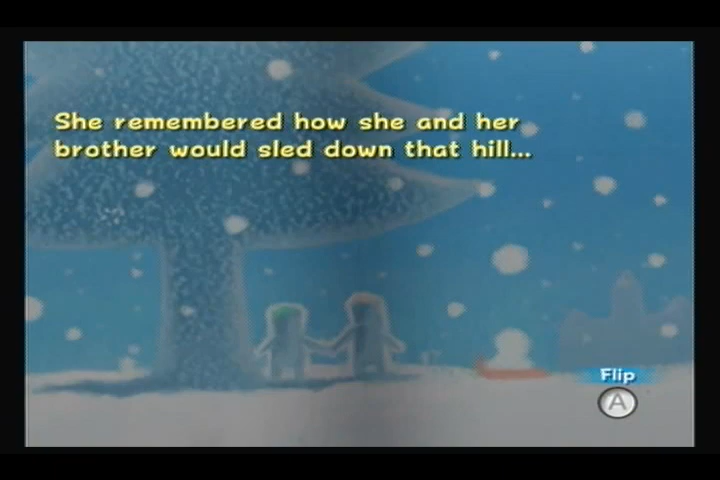 She remembered how she and her
brother would sled down that hill...
Flip
A